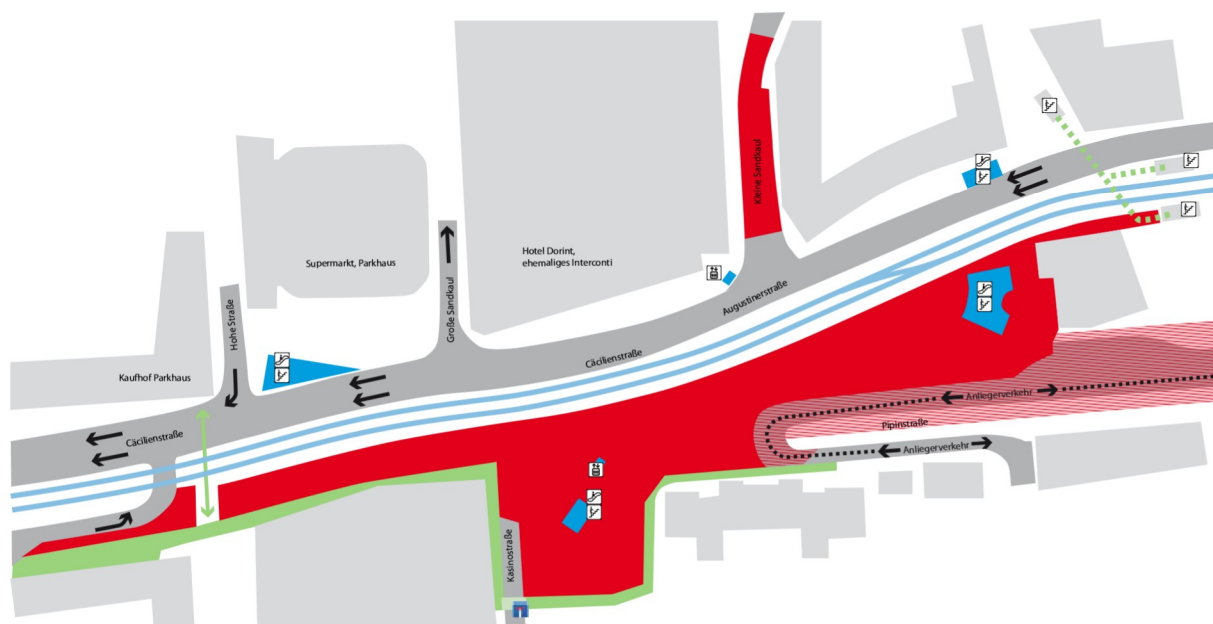 Kleine Sandkaul
Hotel Dorint,
ehemaliges Interconti
Supermarkt, Parkhaus
Große Sandkaul
Hohe Straße
Augustinerstraße
Cäcilienstraße
Kaufhof Parkhaus
Anliegerverkehr
Pipinstraße
Cäcilienstraße
Anliegerverkehr
Kasinostraße